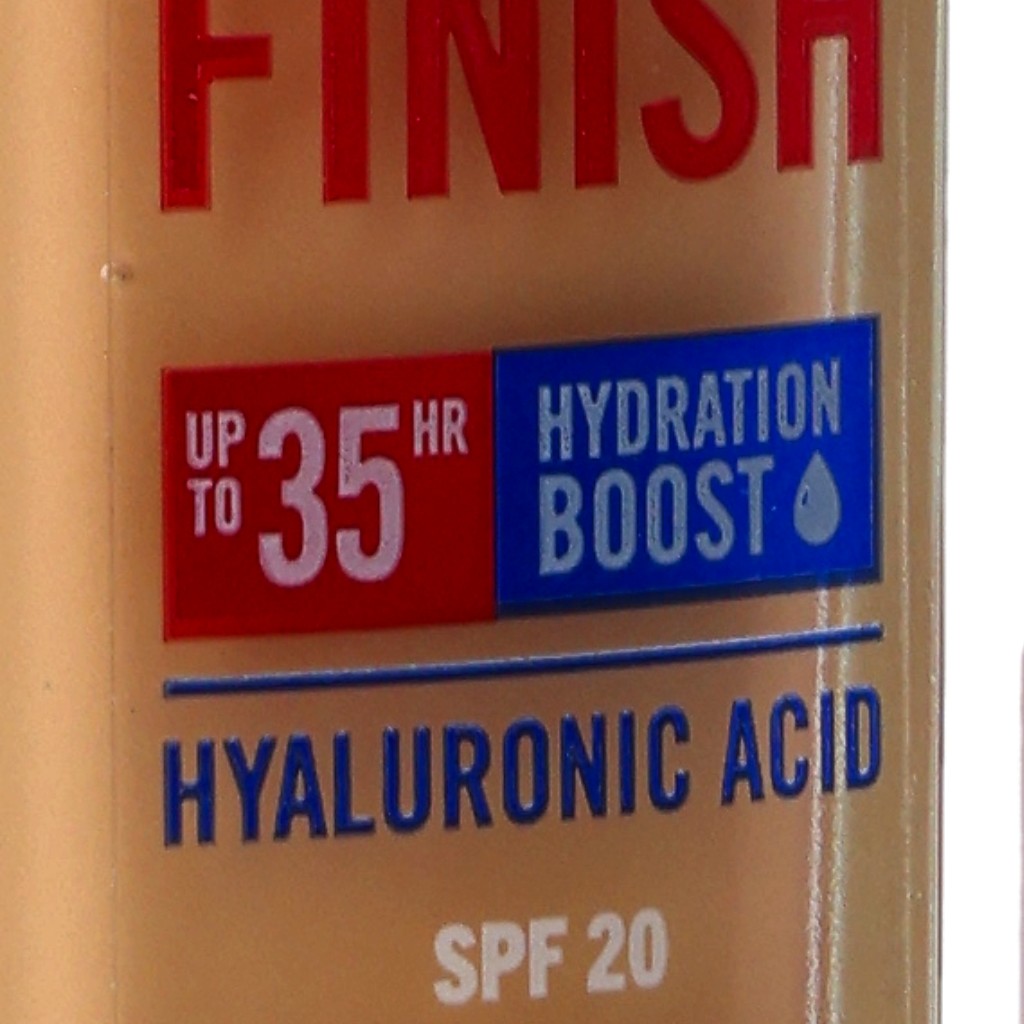 FINISH
UP TO 35 HR
HYDRATION
BOOST
HYALURONIC ACID
SPF 20